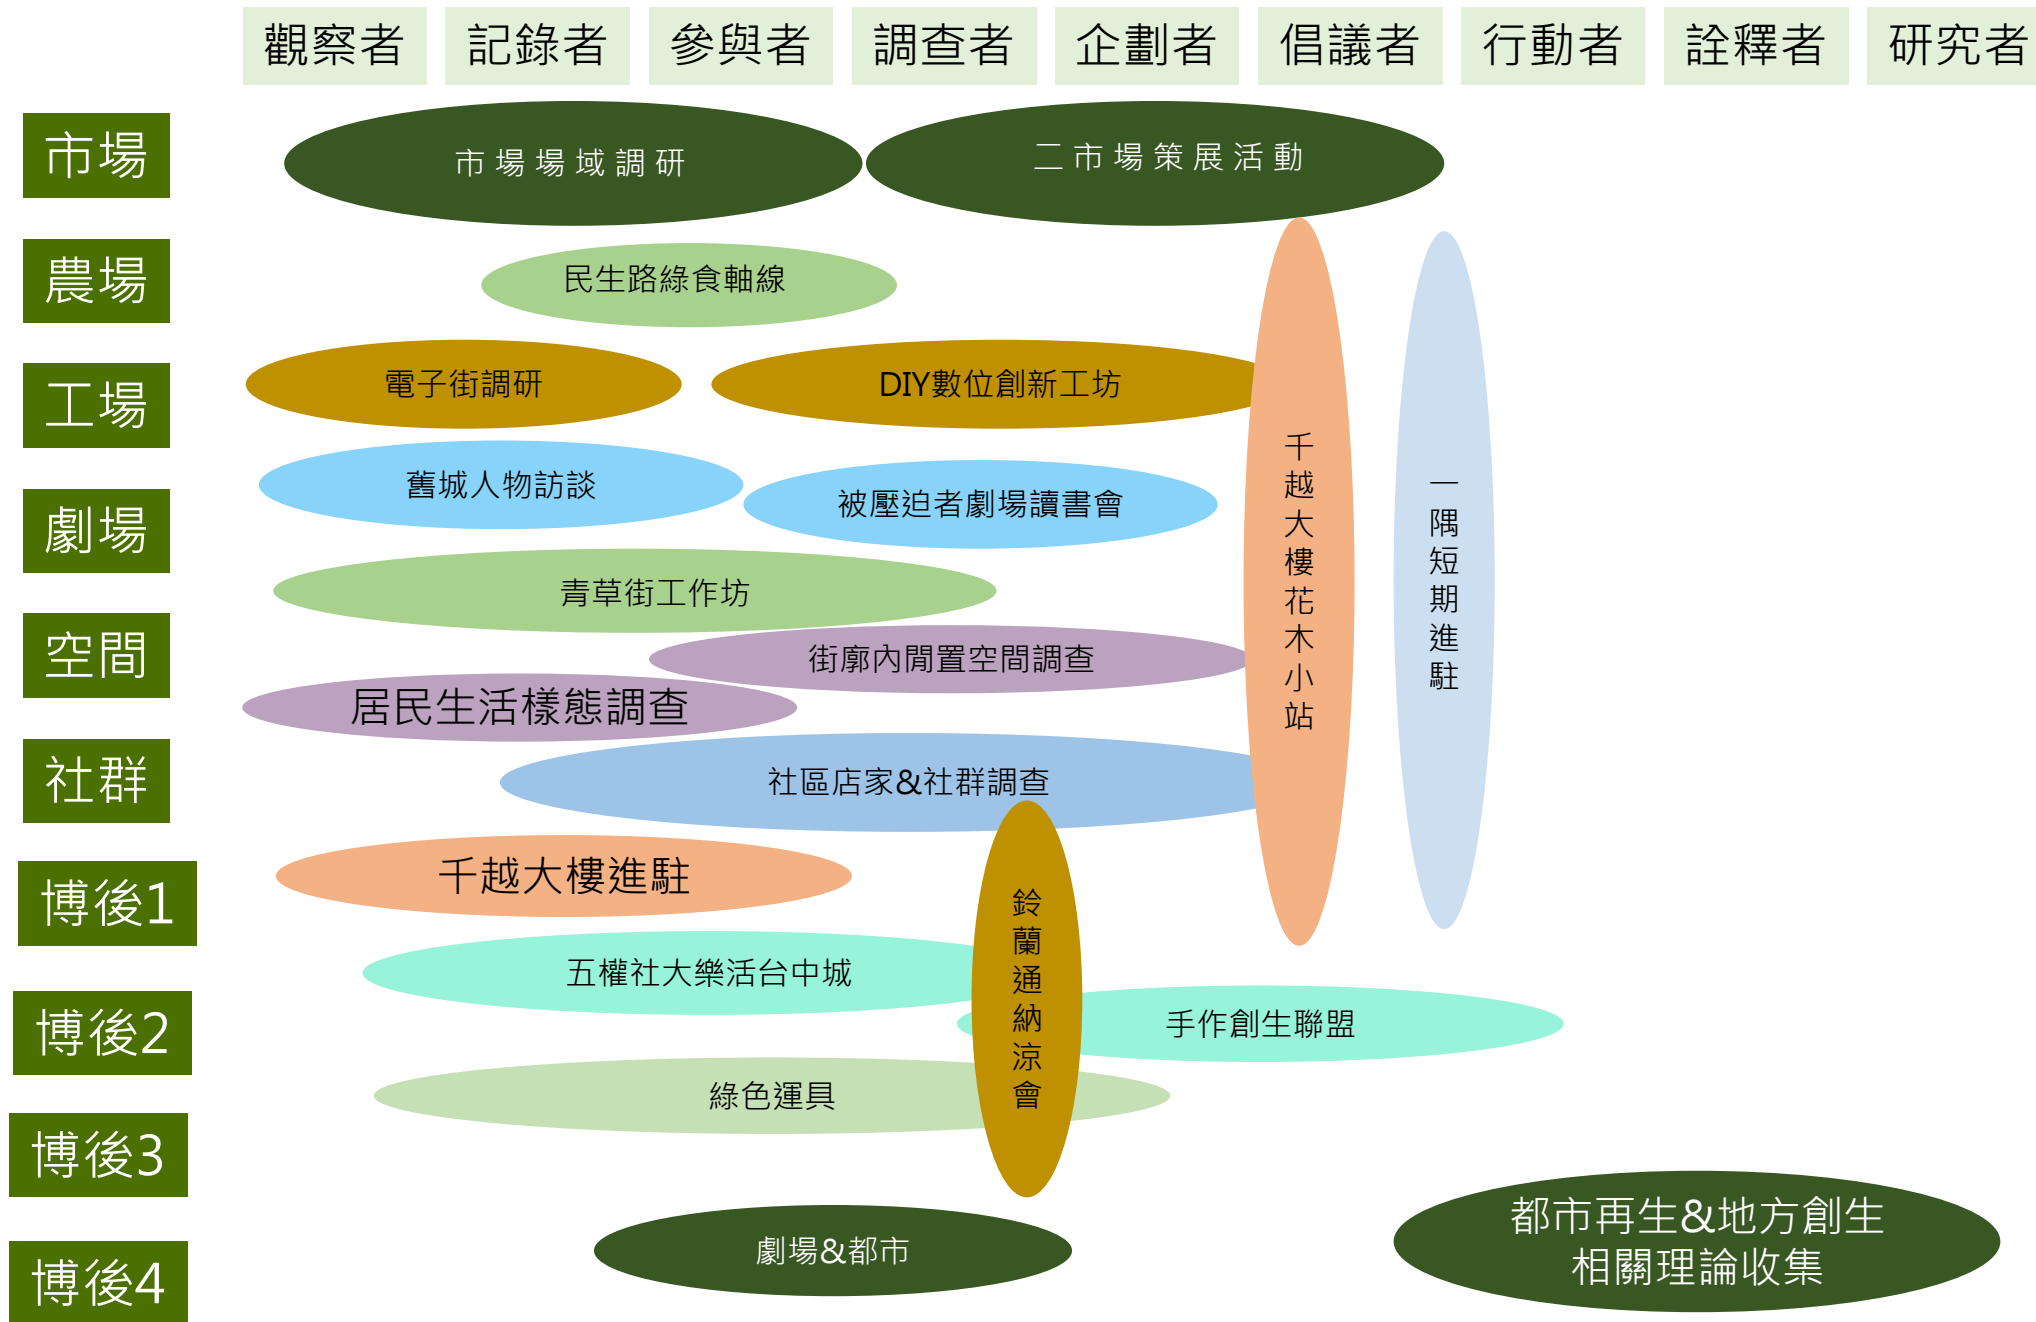 觀察者
記錄者
參與者
調查者
企劃者
倡議者
行動者
詮釋者
研究者
市場
市場場域調研
二市場策展活動
農場
民生路綠食軸線
工場
電子街調研
DIY數位創新工坊
千越大樓花木小站
一隅短期進駐
劇場
舊城人物訪談
被壓迫者劇場讀書會
青草街工作坊
空間
街廓內閒置空間調查
居民生活樣態調查
社群
社區店家&社群調查
博後1
千越大樓進駐
鈴蘭通納涼會
五權社大樂活台中城
博後2
手作創生聯盟
綠色運具
博後3
劇場&都市
都市再生&地方創生
相關理論收集
博後4